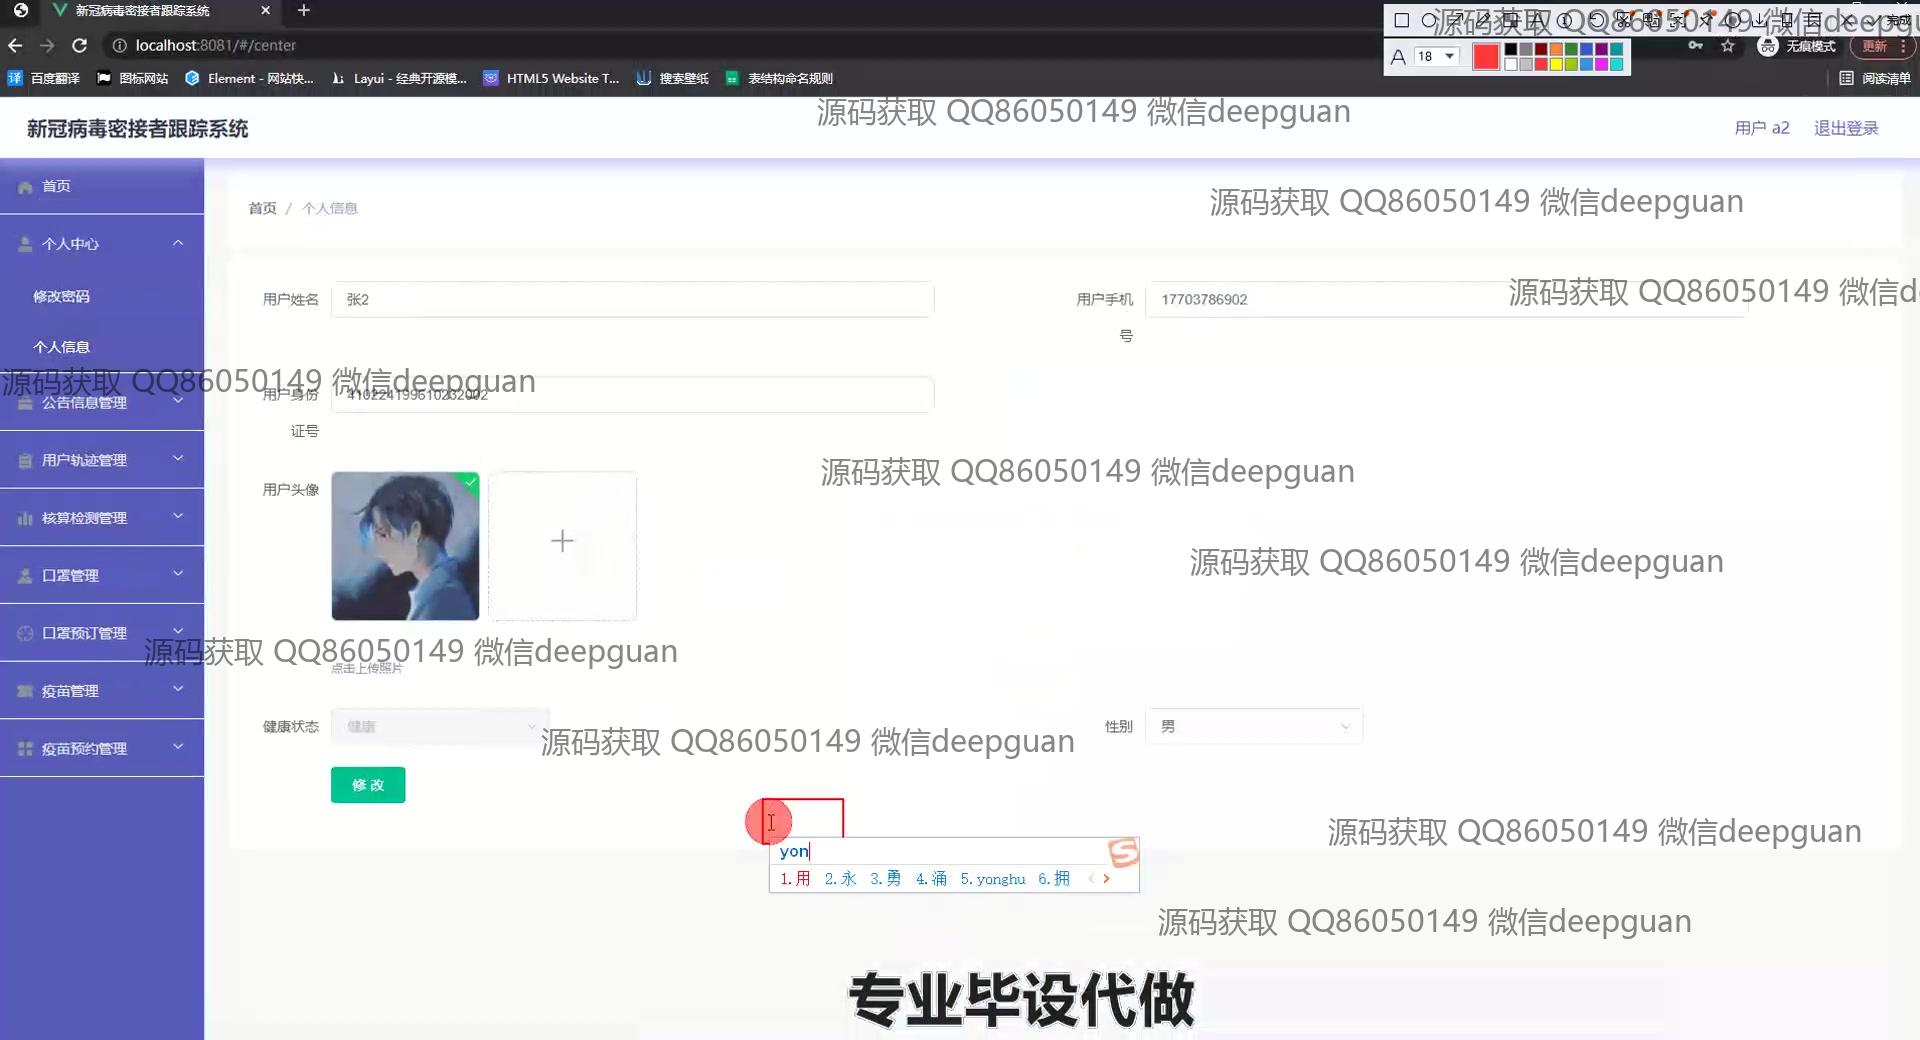 新冠病毒密接者跟踪系统
18
完成
localhost:8081/#/center
无痕模式
更新
百度翻译
图标网站
Element - 网站快...
Layui - 经典开源模...
HTML5 Website T...
搜索壁纸
表结构命名规则
阅读清单
源码获取 QQ86050149 微信deepgu
新冠病毒密接者跟踪系统
源码获取 QQ86050149 微信deepguan
用户 a2
退出登录
首页
首页 / 个人信息
源码获取 QQ86050149 微信deepguan
个人中心
修改密码
用户姓名
张2
用户手机号
17703786902
源码获取 QQ86050149 微信d
个人信息
源码获取 QQ86050149 微信deepguan
公告信息管理
用户身份证号
用户轨迹管理
源码获取 QQ86050149 微信deepguan
用户头像
核算检测管理
源码获取 QQ86050149 微信deepguan
口罩管理
口罩预订管理
源码获取 QQ86050149 微信deepguan
点击上传照片
疫苗管理
健康状态
健康
性别
男
源码获取 QQ86050149 微信deepguan
疫苗预约管理
修 改
源码获取 QQ86050149 微信deepguan
yon
1.用 2.永 3.勇 4.涌 5.yonghu 6.拥
源码获取 QQ86050149 微信deepguan
专业毕设代做